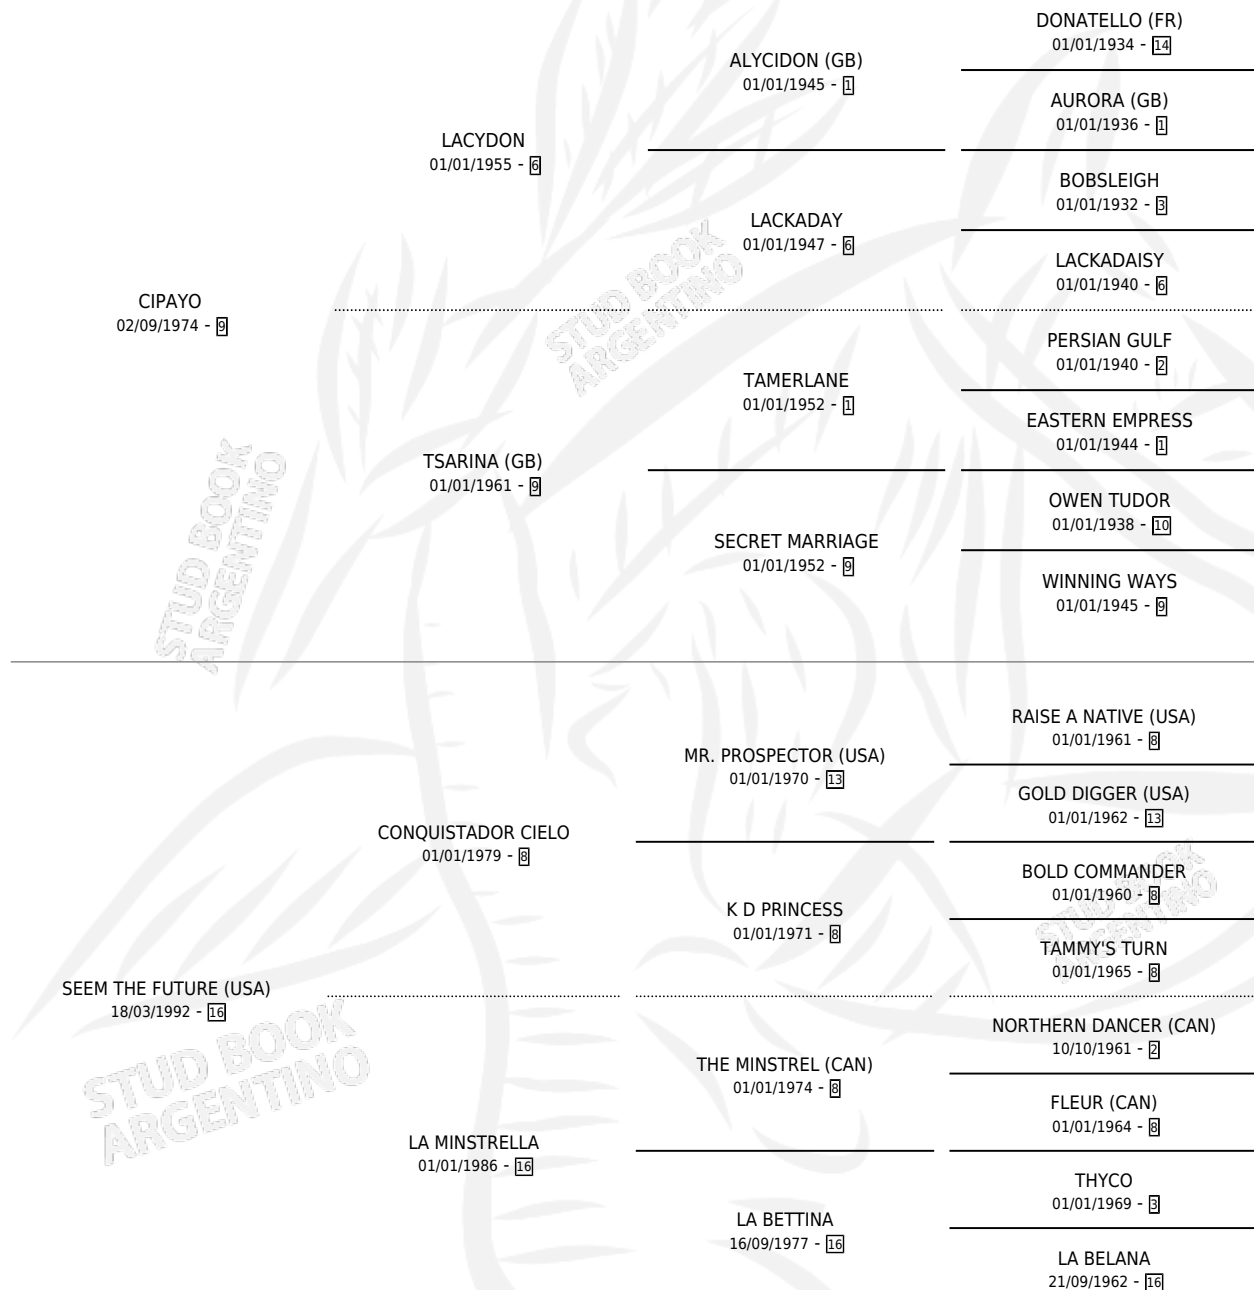 DONATELLO (FR)
01/01/1934 - 14
ALYCIDON (GB)
01/01/1945 - 1
AURORA (GB)
01/01/1936 - 1
LACYDON
01/01/1955 - 6
BOBSLEIGH
01/01/1932 - 3
LACKADAY
01/01/1947 - 6
LACKADAISY
01/01/1940 - 6
CIPAYO
02/09/1974 - 9
PERSIAN GULF
01/01/1940 - 2
TAMERLANE
01/01/1952 - 1
EASTERN EMPRESS
01/01/1944 - 1
TSARINA (GB)
01/01/1961 - 9
OWEN TUDOR
01/01/1938 - 10
SECRET MARRIAGE
01/01/1952 - 9
WINNING WAYS
01/01/1945 - 9
RAISE A NATIVE (USA)
01/01/1961 - 8
MR. PROSPECTOR (USA)
01/01/1970 - 13
GOLD DIGGER (USA)
01/01/1962 - 13
CONQUISTADOR CIELO
01/01/1979 - 8
BOLD COMMANDER
01/01/1960 - 8
K D PRINCESS
01/01/1971 - 8
TAMMY'S TURN
01/01/1965 - 8
SEEM THE FUTURE (USA)
18/03/1992 - 16
NORTHERN DANCER (CAN)
10/10/1961 - 2
THE MINSTREL (CAN)
01/01/1974 - 8
FLEUR (CAN)
01/01/1964 - 8
LA MINSTRELLA
01/01/1986 - 16
THYCO
01/01/1969 - 3
LA BETTINA
16/09/1977 - 16
LA BELANA
21/09/1962 - 16
STUD BOOK
ARGENTINO
STUD BOOK
ARGENTINO
STUD BOOK
ARGENTINO
STUD BOOK
ARGENTINO